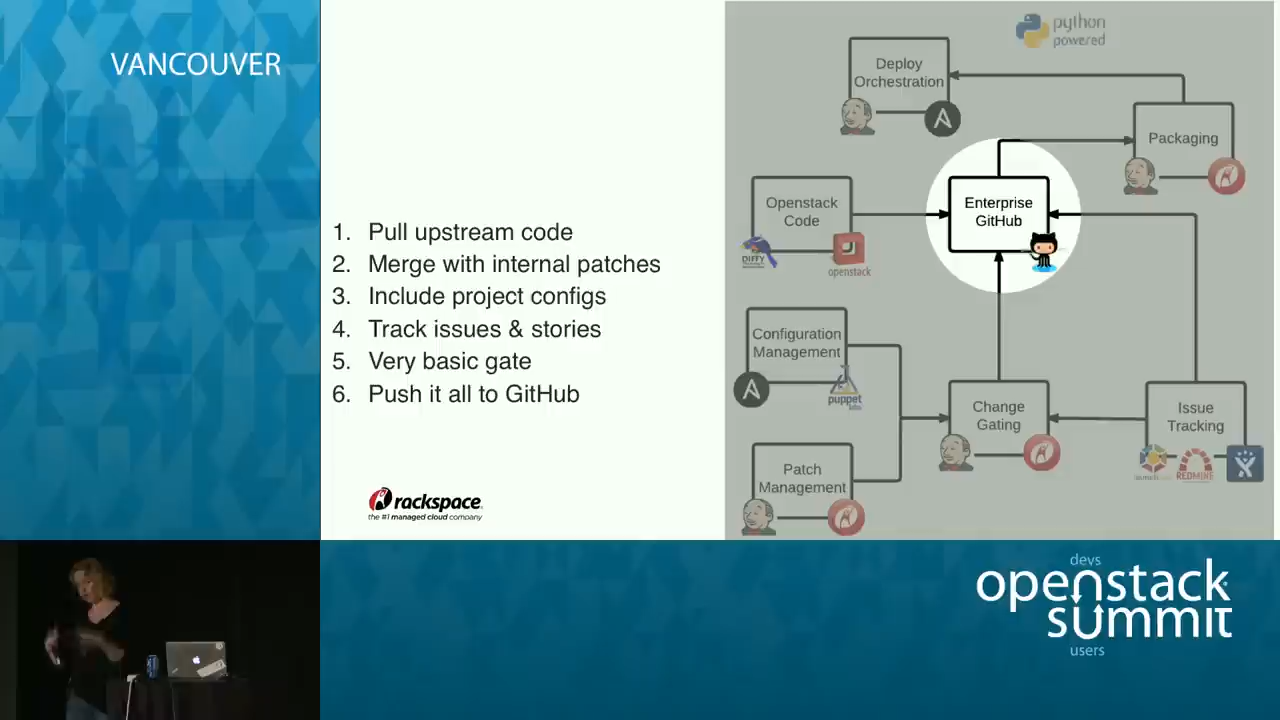 VANCOUVER
1. Pull upstream code
2. Merge with internal patches
3. Include project configs
4. Track issues & stories
5. Very basic gate
6. Push it all to GitHub
rackspace
the #1 managed cloud company
python
powered
Deploy
Orchestration
Packaging
Enterprise
GitHub
Openstack
Code
DIFFY
openstack
Configuration
Management
puppet
labs
Change
Gating
Issue
Tracking
REDMINE
Patch
Management
devs
openstack
summit
users